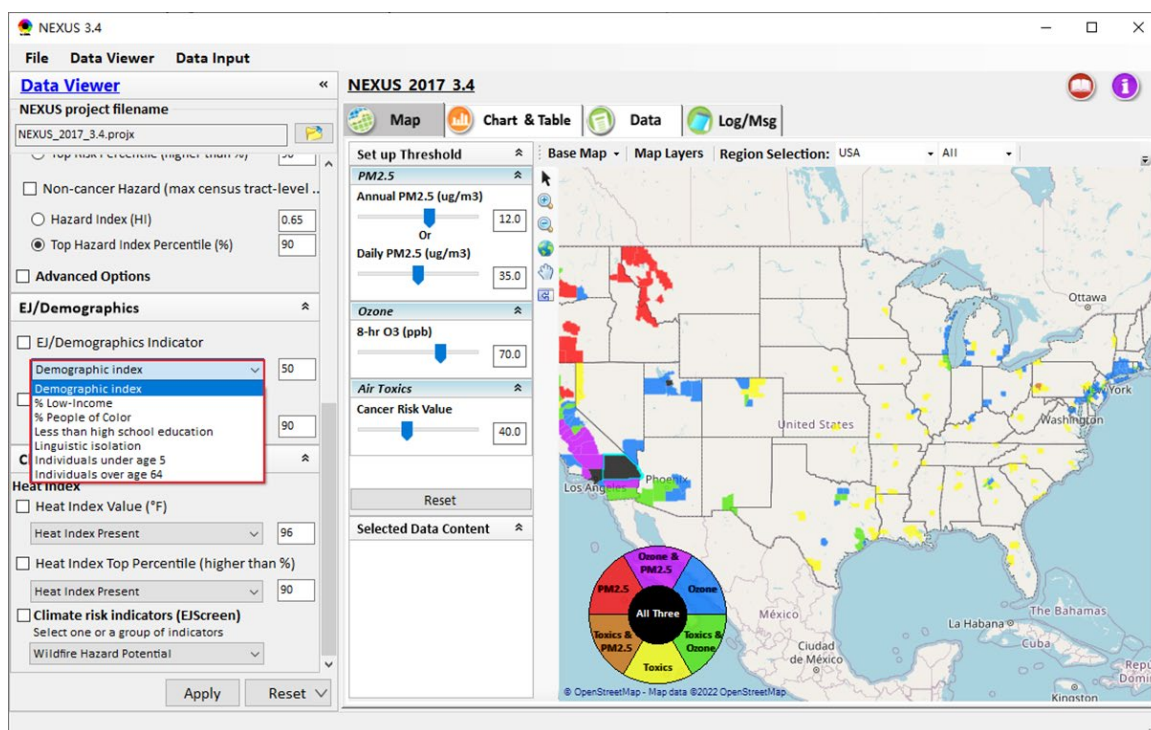 NEXUS 3.4
File Data Viewer Data Input
Data Viewer «
NEXUS project filename
NEXUS_2017_3.4.projx
Top Risk Percentile (higher than %) 90
Non-cancer Hazard (max census tract-level ..
Hazard Index (HI) 0.65
Top Hazard Index Percentile (%) 90
Advanced Options
EJ/Demographics
EJ/Demographics Indicator
Demographic index 50
Demographic index
% Low-Income
% People of Color
Less than high school education
Linguistic isolation
Individuals under age 5
Individuals over age 64
90
C
Heat Index
Heat Index Value (°F)
Heat Index Present 96
Heat Index Top Percentile (higher than %)
Heat Index Present 90
Climate risk indicators (EJScreen)
Select one or a group of indicators
Wildfire Hazard Potential
Apply Reset
NEXUS_2017_3.4
Map Chart & Table Data Log/Msg
Set up Threshold
PM2.5
Annual PM2.5 (ug/m3)
12.0
Or
Daily PM2.5 (ug/m3)
35.0
Ozone
8-hr O3 (ppb)
70.0
Air Toxics
Cancer Risk Value
40.0
Reset
Selected Data Content
Base Map Map Layers Region Selection: USA All
Ottawa
New York
Washington
United States
Los Angeles
Phoenix
México
Ciudad
de México
La Habana
Cuba
The Bahamas
Kingston
Ozone &
PM2.5
PM2.5
Ozone
All Three
Toxics &
PM2.5
Toxics &
Ozone
Toxics
© OpenStreetMap - Map data ©2022 OpenStreetMap